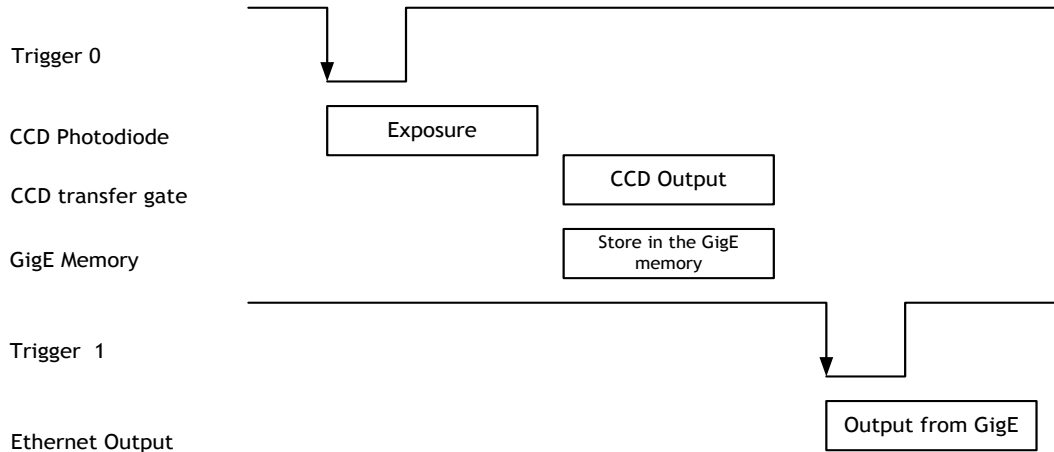 Trigger 0
CCD Photodiode
Exposure
CCD transfer gate
CCD Output
GigE Memory
Store in the GigE
memory
Trigger 1
Ethernet Output
Output from GigE